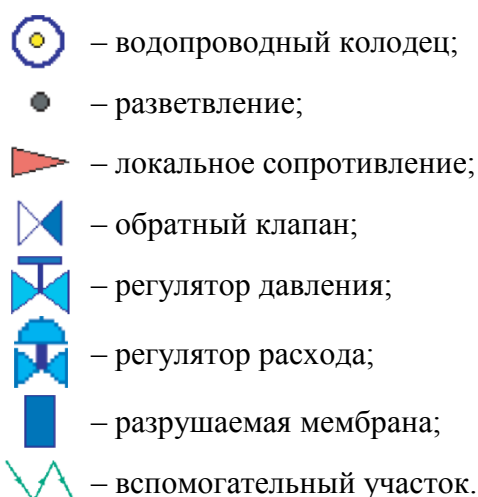 – водопроводный колодец;
– разветвление;
– локальное сопротивление;
– обратный клапан;
– регулятор давления;
– регулятор расхода;
– разрушаемая мембрана;
– вспомогательный участок.